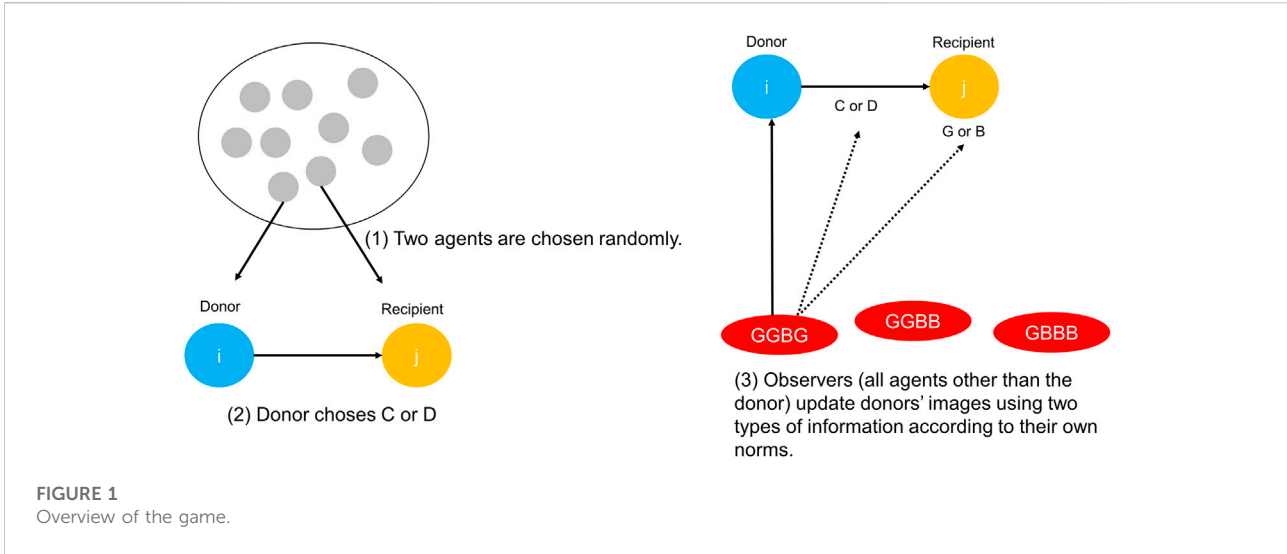 (1) Two agents are chosen randomly.
Donor
Recipient
i
j
(2) Donor choses C or D
Donor
Recipient
i
j
C or D
G or B
GGBG
GGBB
GBBB
(3) Observers (all agents other than the
donor) update donors' images using two
types of information according to their own
norms.
FIGURE 1
Overview of the game.